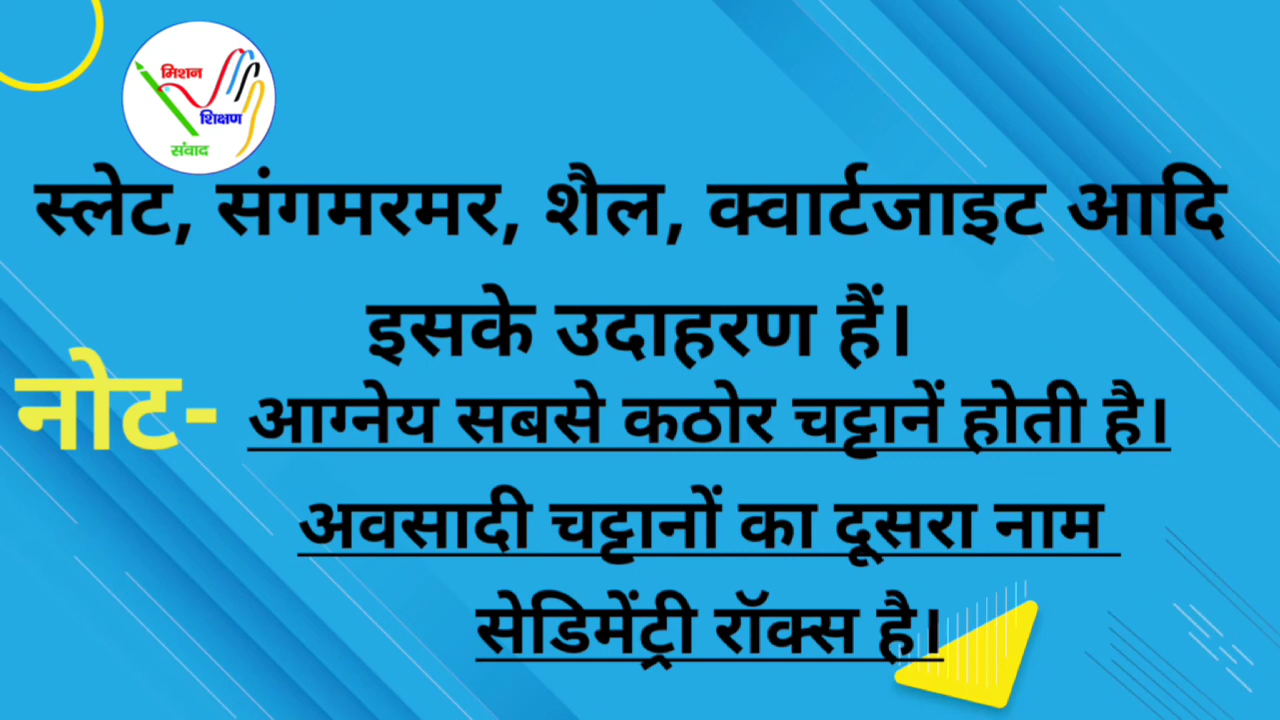 मिशन
शिक्षण
संवाद
स्लेट, संगमरमर, शैल, क्वार्टजाइट आदि
इसके उदाहरण हैं।
नोट- आग्नेय सबसे कठोर चट्टानें होती है।
अवसादी चट्टानों का दूसरा नाम
सेडिमेंट्री रॉक्स है।